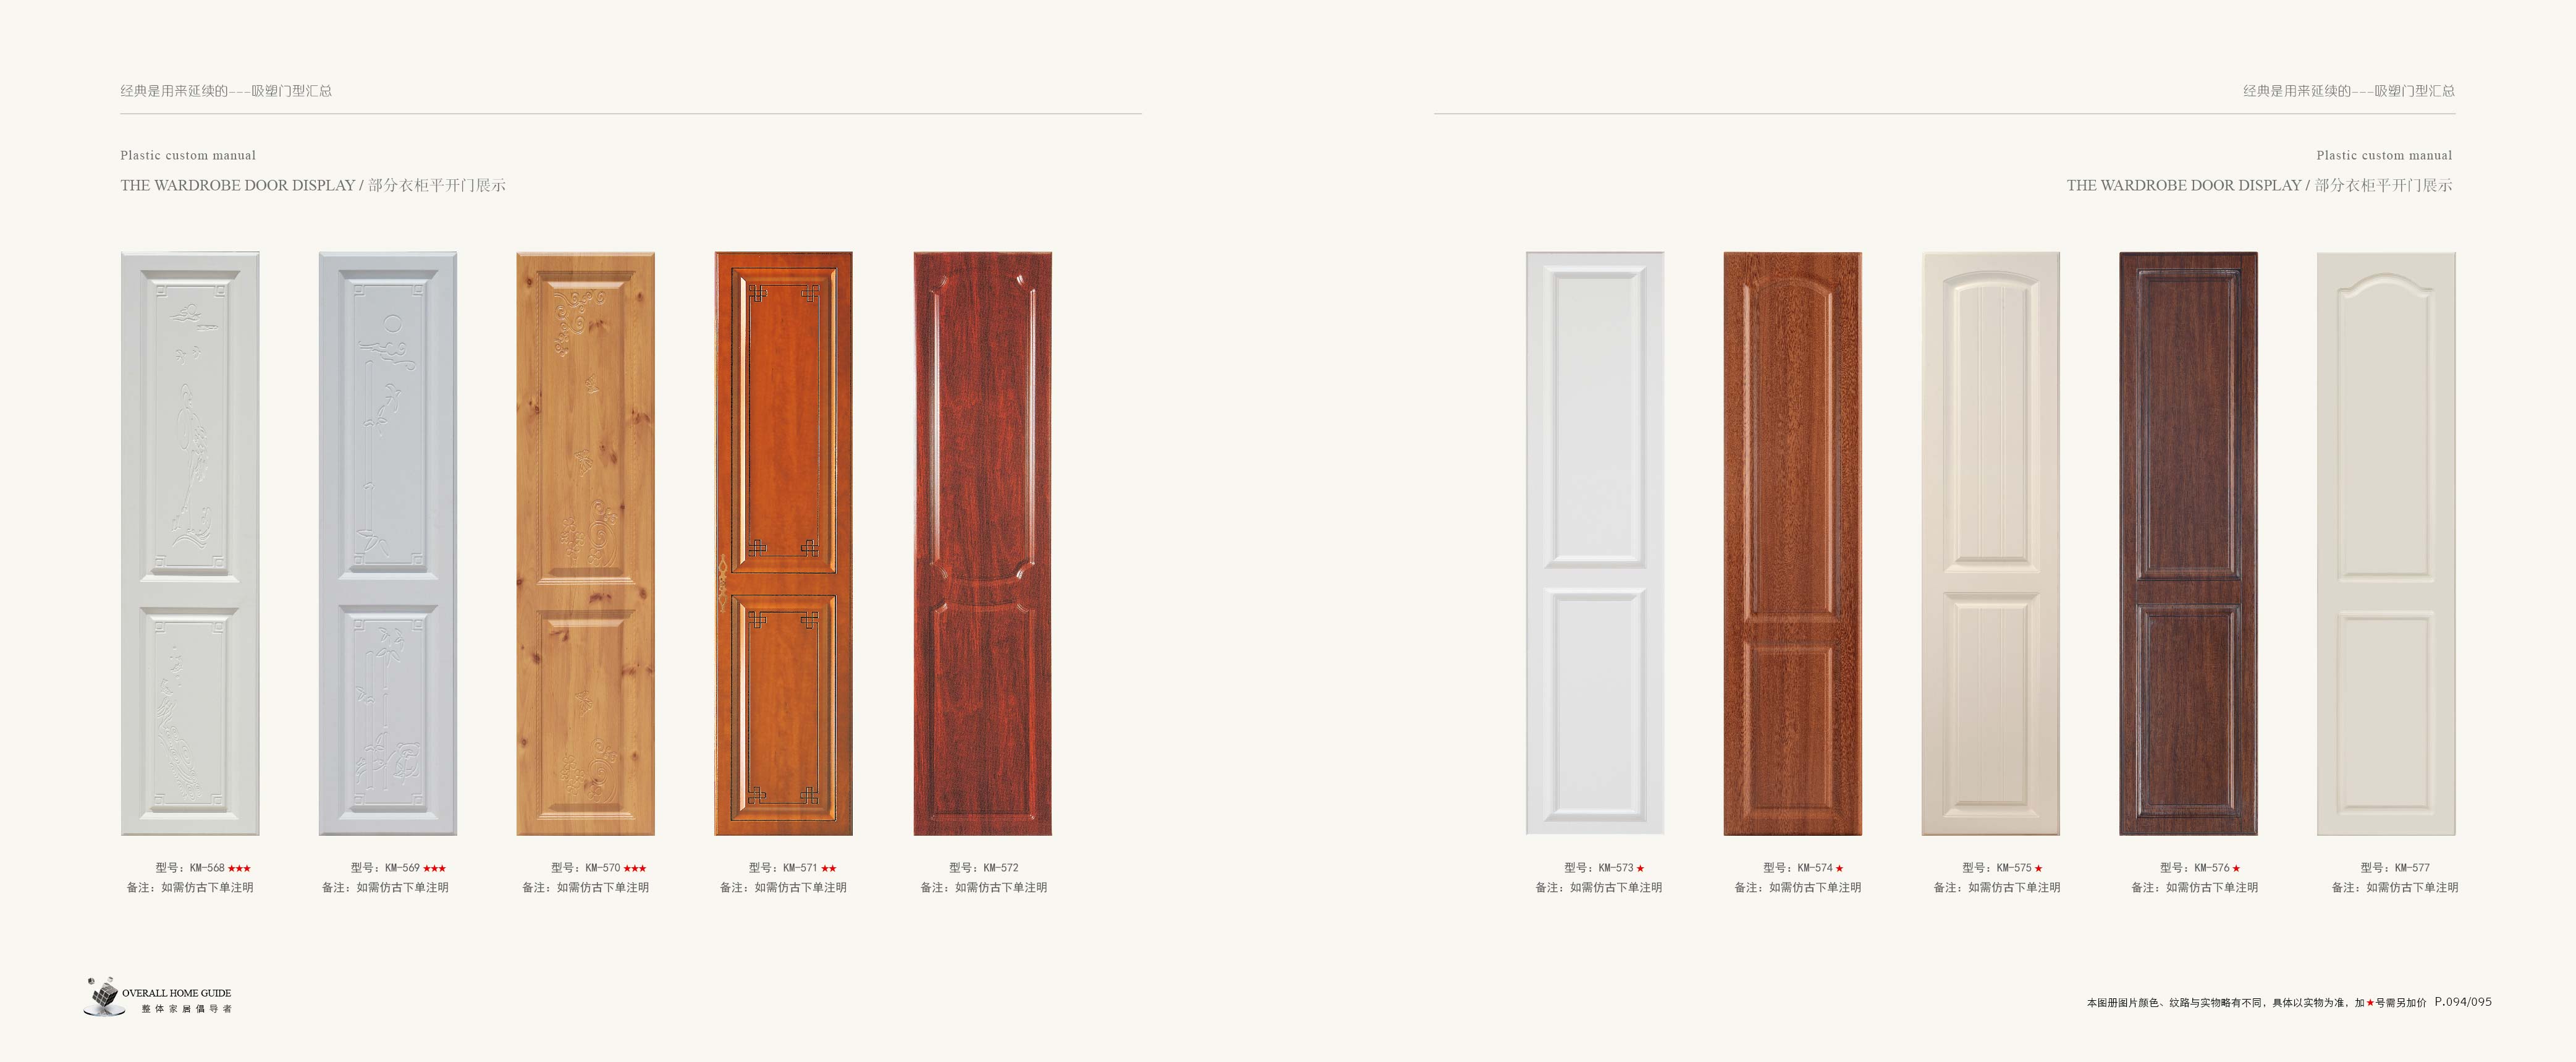 经典是用来延续的---吸塑门型汇总
Plastic custom manual
THE WARDROBE DOOR DISPLAY / 部分衣柜平开门展示
型号：KM-568 ★★★
备注：如需仿古下单注明
型号：KM-569 ★★★
备注：如需仿古下单注明
型号：KM-570 ★★★
备注：如需仿古下单注明
型号：KM-571 ★★
备注：如需仿古下单注明
型号：KM-572
备注：如需仿古下单注明
OVERALL HOME GUIDE
整体家居倡导者
经典是用来延续的---吸塑门型汇总
Plastic custom manual
THE WARDROBE DOOR DISPLAY / 部分衣柜平开门展示
型号：KM-573 ★
备注：如需仿古下单注明
型号：KM-574 ★
备注：如需仿古下单注明
型号：KM-575 ★
备注：如需仿古下单注明
型号：KM-576 ★
备注：如需仿古下单注明
型号：KM-577
备注：如需仿古下单注明
本图册图片颜色、纹路与实物略有不同，具体以实物为准，加★号需另加价 P.094/095